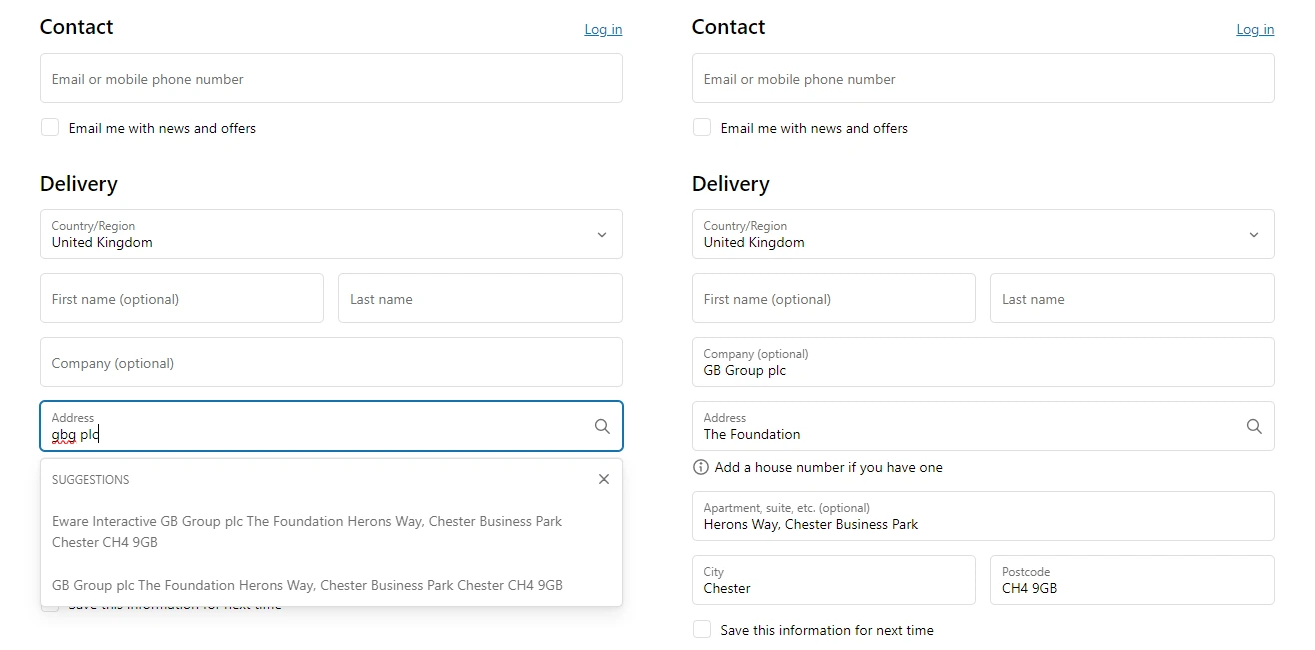 Contact
Log in
Email or mobile phone number
Email me with news and offers
Delivery
Country/Region
United Kingdom
First name (optional)
Last name
Company (optional)
Address
gbg plc
SUGGESTIONS
Eware Interactive GB Group plc The Foundation Herons Way, Chester Business Park
Chester CH4 9GB
GB Group plc The Foundation Herons Way, Chester Business Park Chester CH4 9GB
Save this information for next time
Contact
Log in
Email or mobile phone number
Email me with news and offers
Delivery
Country/Region
United Kingdom
First name (optional)
Last name
Company (optional)
GB Group plc
Address
The Foundation
Add a house number if you have one
Apartment, suite, etc. (optional)
Herons Way, Chester Business Park
City
Chester
Postcode
CH4 9GB
Save this information for next time